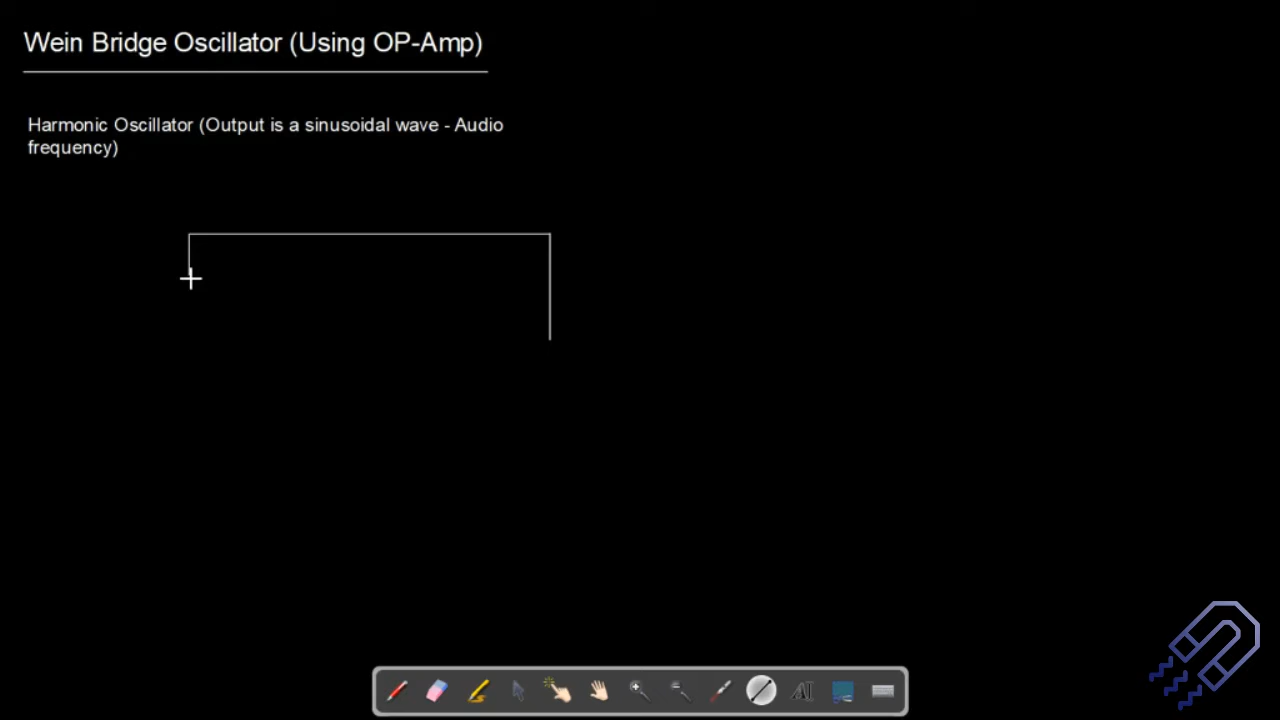 Wein Bridge Oscillator (Using OP-Amp)
Harmonic Oscillator (Output is a sinusoidal wave - Audio
frequency)